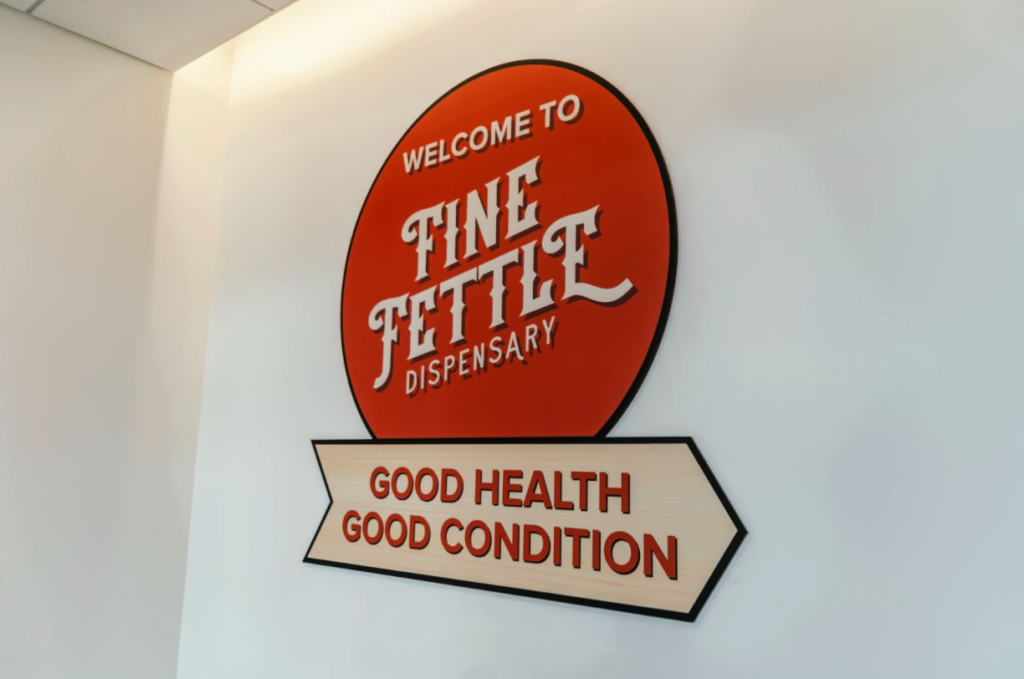 WELCOME TO
FINE
FETTLE
DISPENSARY
GOOD HEALTH
GOOD CONDITION